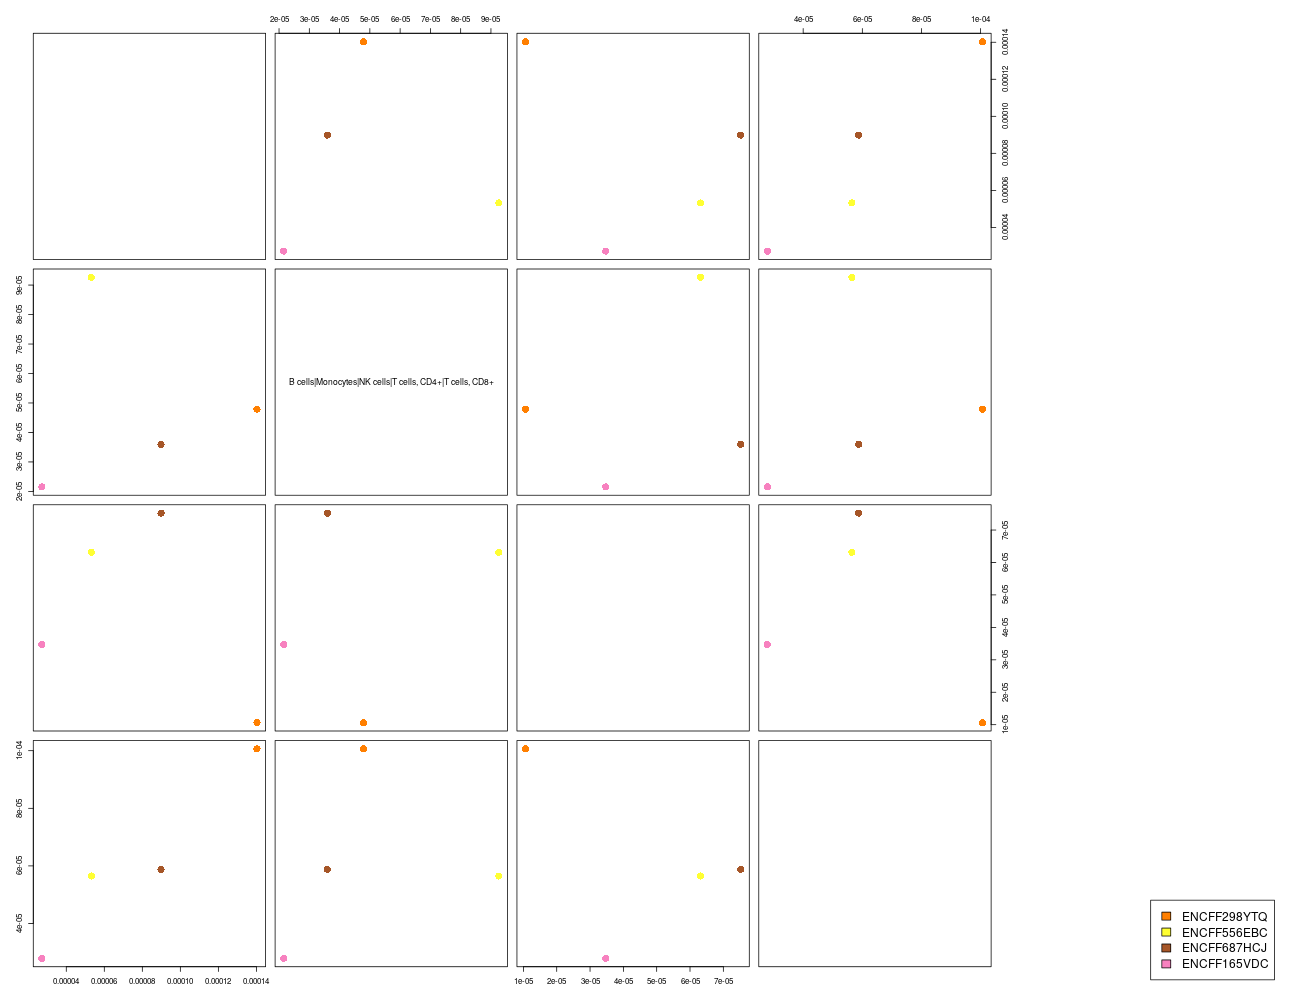 2e-05 3e-05 4e-05 5e-05 6e-05 7e-05 8e-05 9e-05
4e-05 6e-05 8e-05 1e-04
0.00014
0.00012
0.00010
0.00008
0.00006
0.00004
9e-05
8e-05
7e-05
6e-05
5e-05
4e-05
3e-05
2e-05
B cells|Monocytes|NK cells|T cells, CD4+|T cells, CD8+
7e-05
6e-05
5e-05
4e-05
3e-05
2e-05
1e-05
1e-04
8e-05
6e-05
4e-05
0.00004 0.00006 0.00008 0.00010 0.00012 0.00014
1e-05 2e-05 3e-05 4e-05 5e-05 6e-05 7e-05
ENCFF298YTQ
ENCFF556EBC
ENCFF687HCJ
ENCFF165VDC